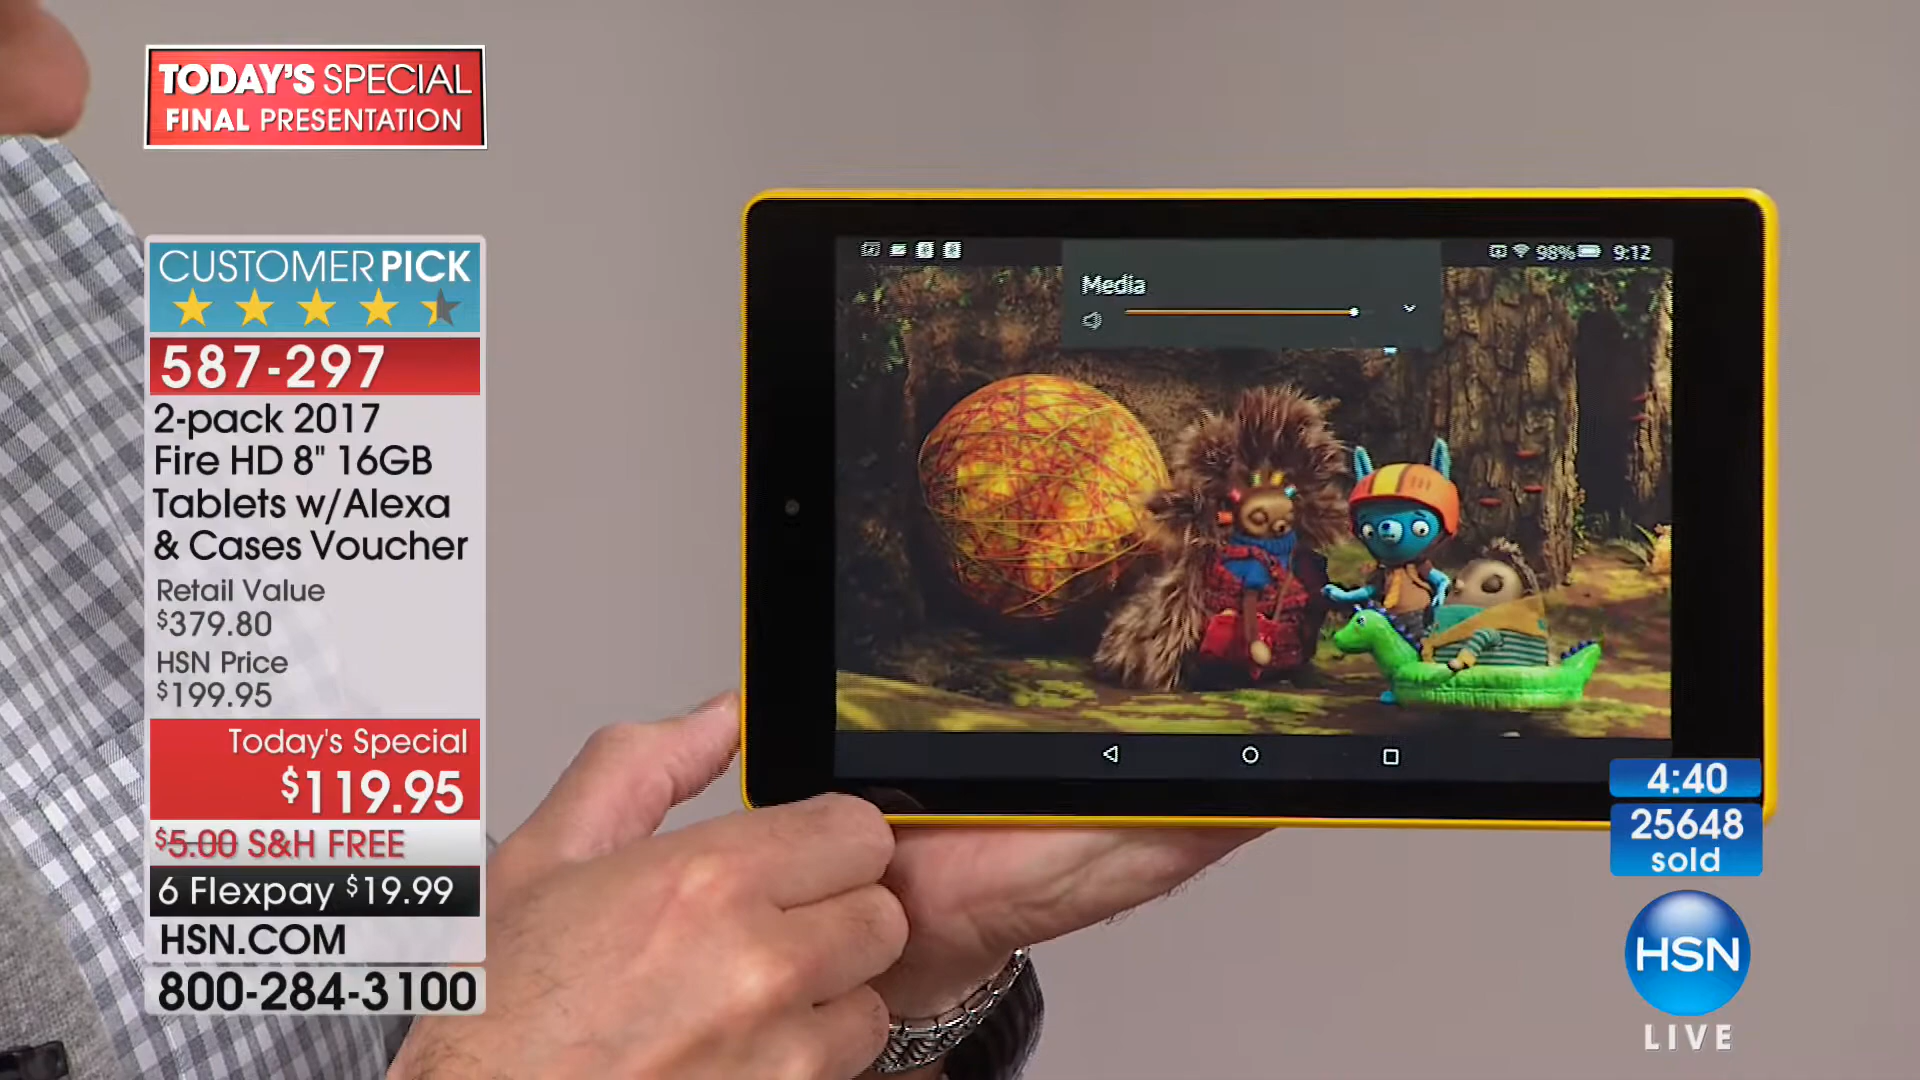 TODAY'S SPECIAL
FINAL PRESENTATION
CUSTOMER PICK
587-297
2-pack 2017
Fire HD 8" 16GB
Tablets w/Alexa
& Cases Voucher
Retail Value
$379.80
HSN Price
$199.95
Today's Special
$119.95
$5.00 S&H FREE
6 Flexpay $19.99
HSN.COM
800-284-3100
98% 9:12
Media
4:40
25648
sold
HSN
LIVE